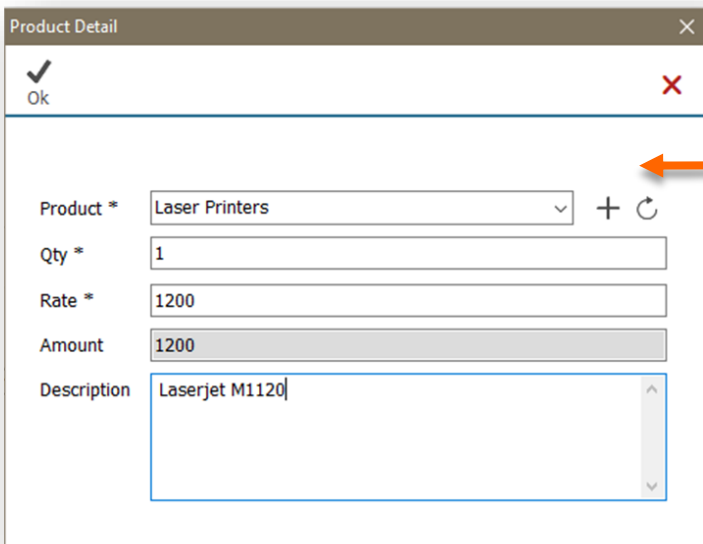 Product Detail
Ok
Product * Laser Printers
Qty * 1
Rate * 1200
Amount 1200
Description Laserjet M1120